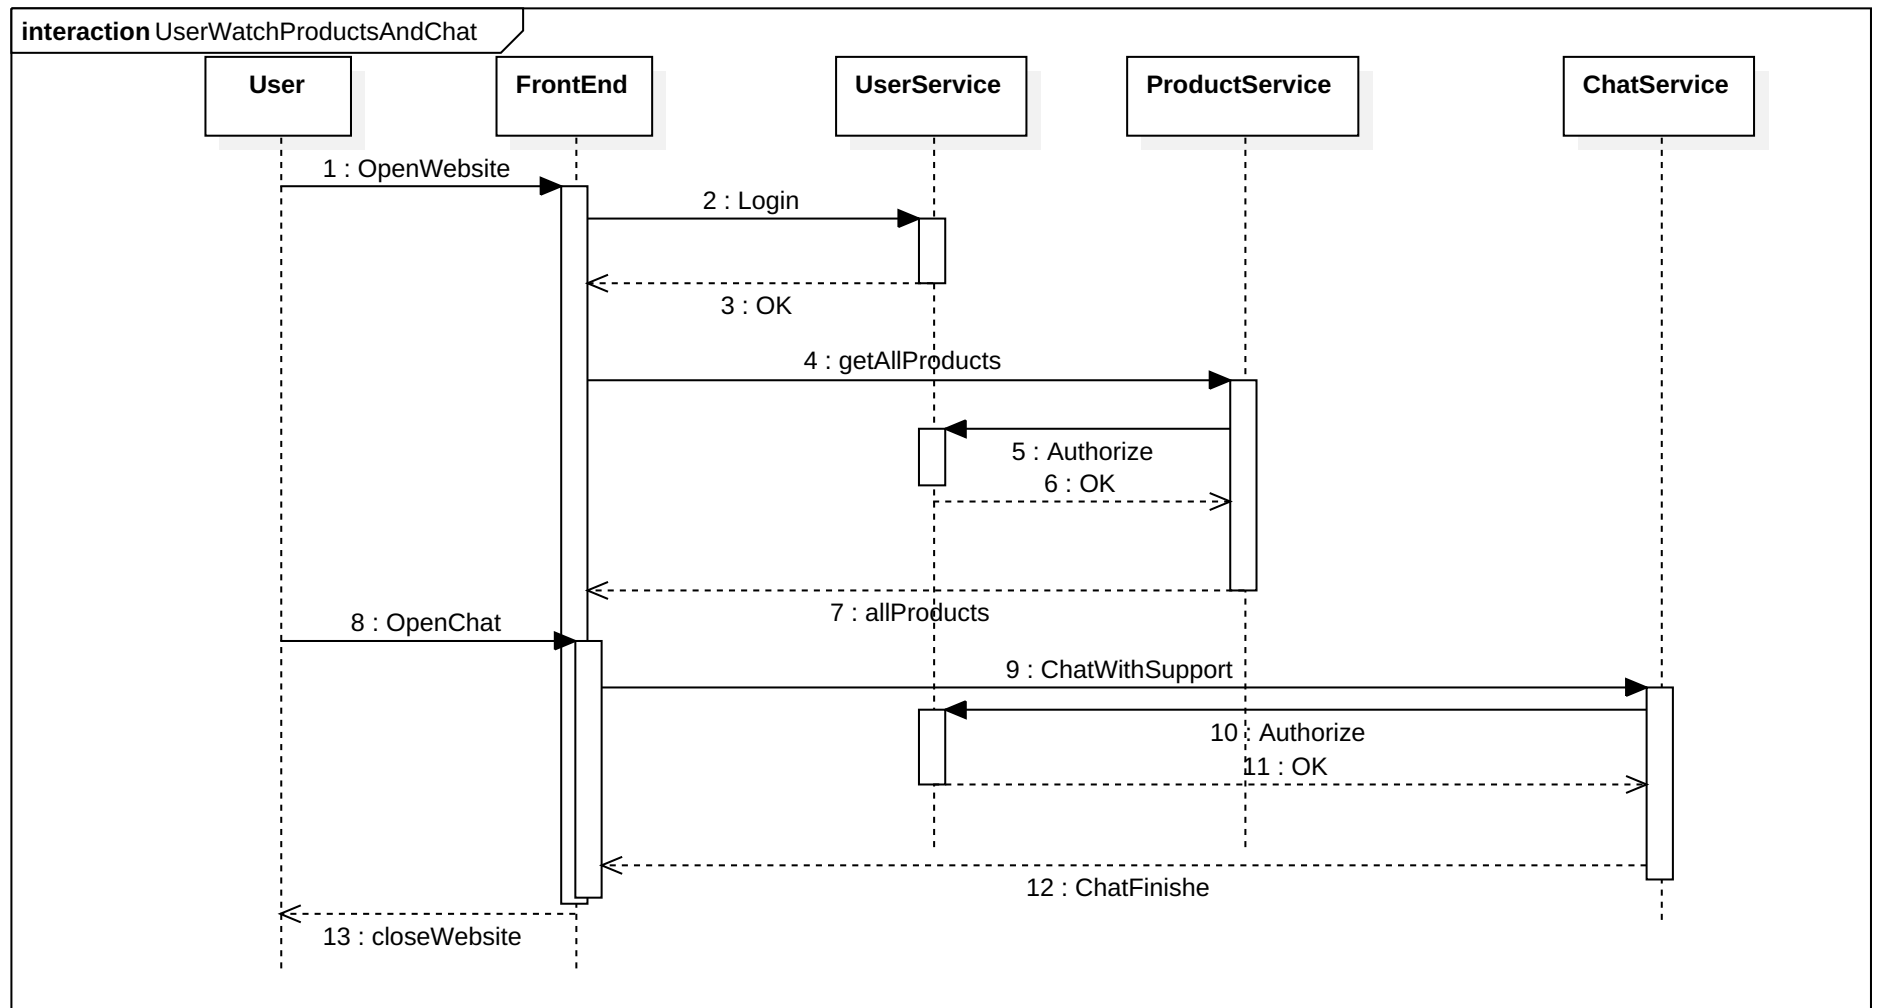 interaction UserWatchProductsAndChat
User
FrontEnd
UserService
ProductService
ChatService
1 : OpenWebsite
2 : Login
3 : OK
4 : getAllProducts
5 : Authorize
6 : OK
7 : allProducts
8 : OpenChat
9 : ChatWithSupport
10 : Authorize
11 : OK
12 : ChatFinishe
13 : closeWebsite